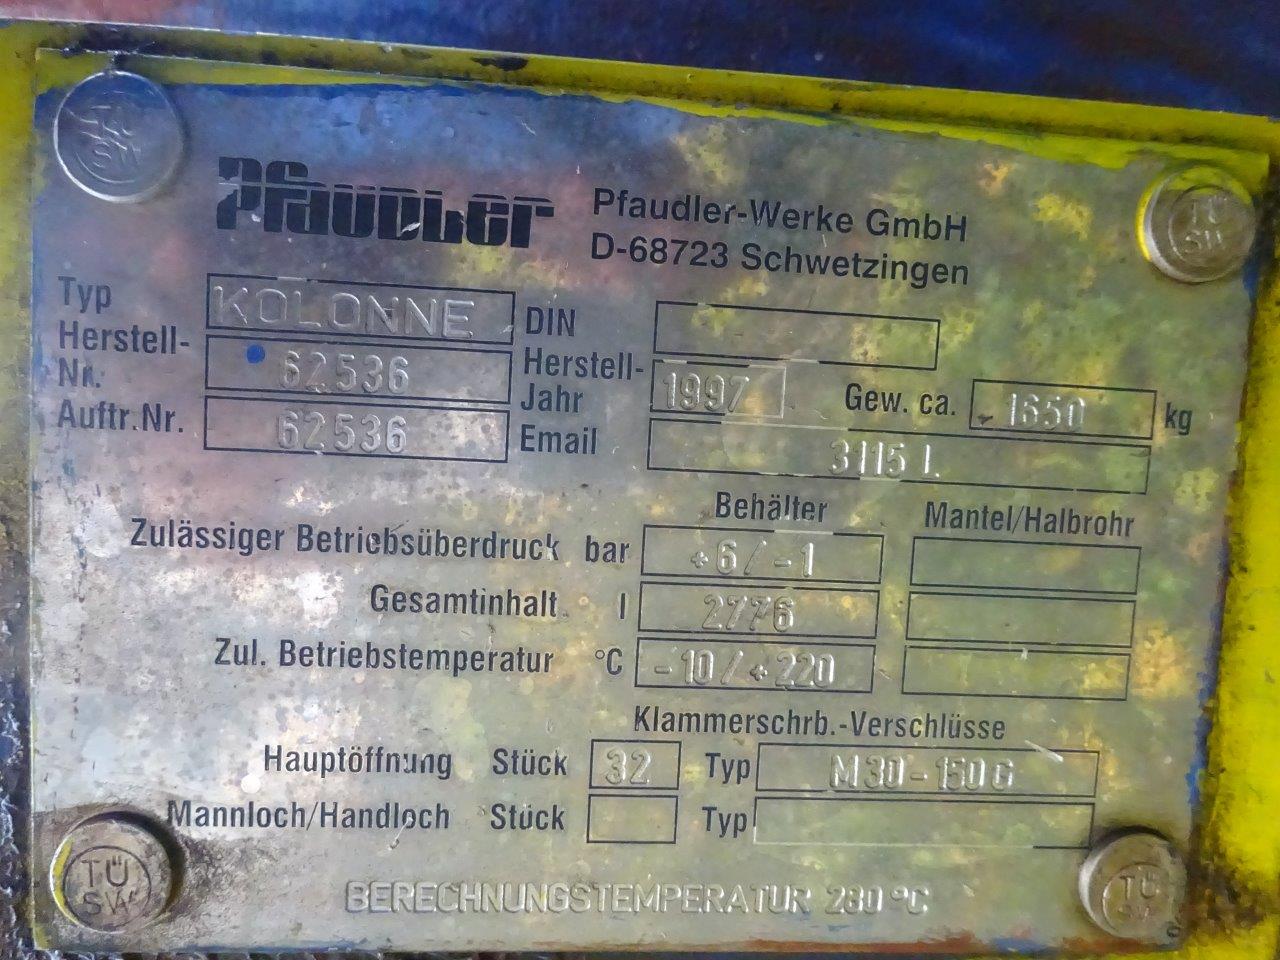 Pfaudler
Pfaudler-Werke GmbH
D-68723 Schwetzingen
Typ KOLONNE DIN
Herstell-Nr. 62536 Herstell-Jahr 1997 Gew. ca. 1650 kg
Auftr.Nr. 62536 Email 3115 L
Behälter Mantel/Halbrohr
Zulässiger Betriebsüberdruck bar +6/-1
Gesamtinhalt l 2776
Zul. Betriebstemperatur °C -10/+220
Klammerschrb.-Verschlüsse
Hauptöffnung Stück 32 Typ M30-150G
Mannloch/Handloch Stück Typ
BERECHNUNGSTEMPERATUR 280 °C
TÜ
SW
TÜ
SW
TÜ
SW
TÜ